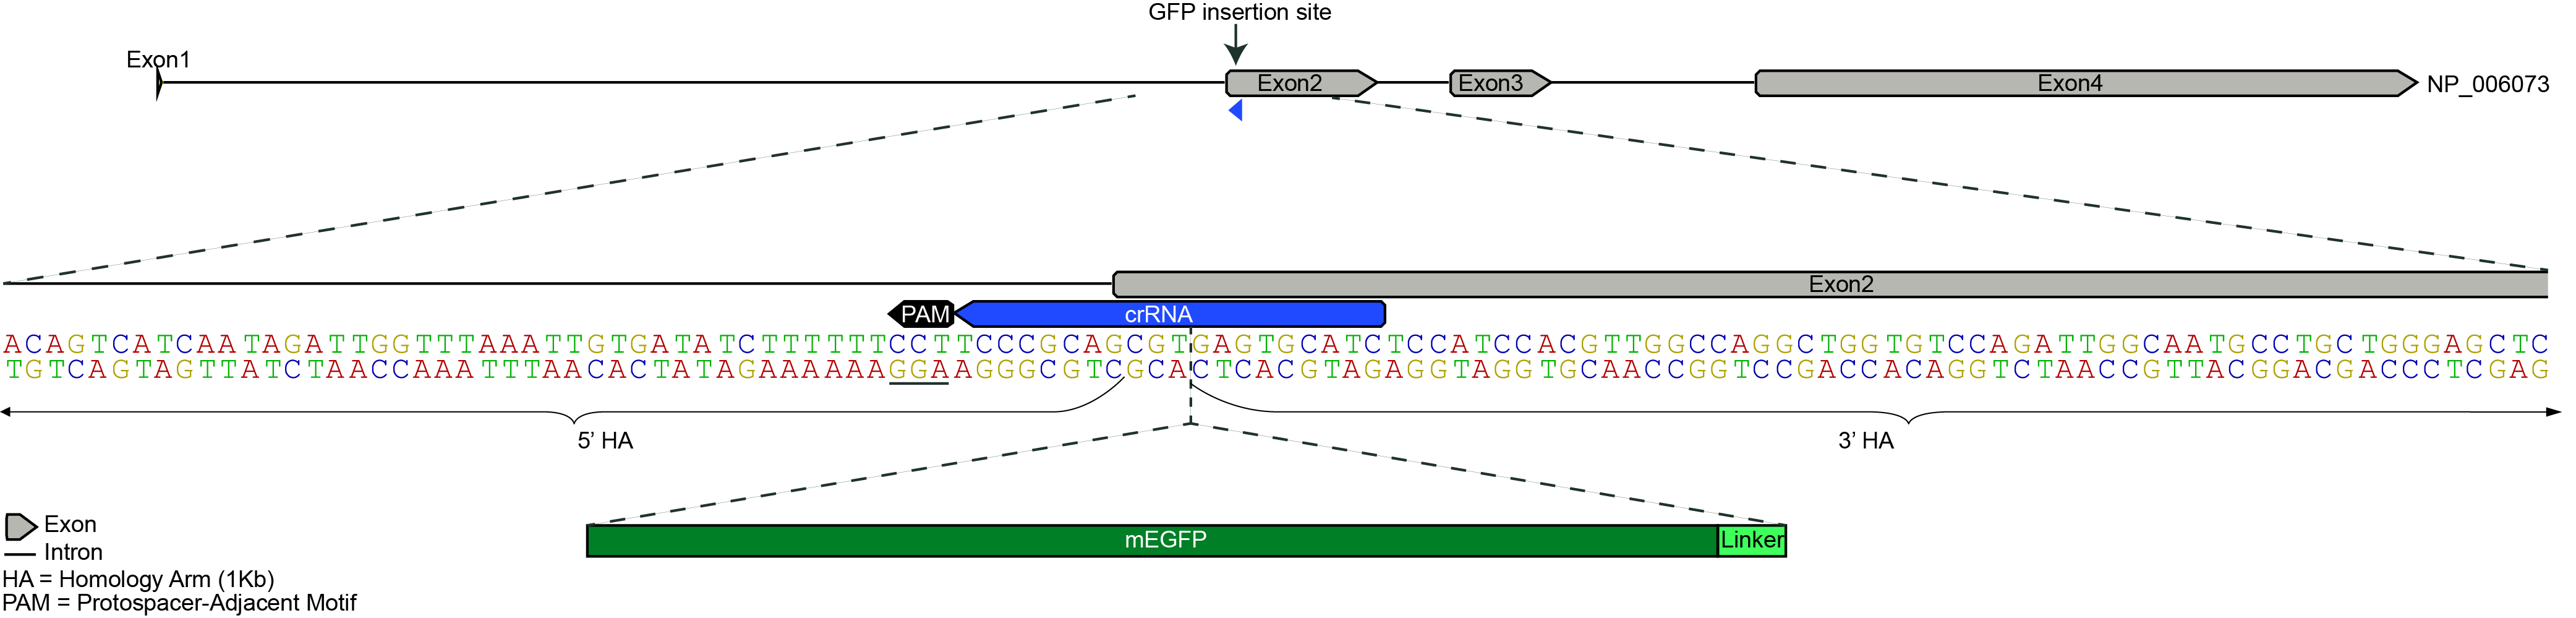 GFP insertion site
Exon1
Exon2
Exon3
Exon4
NP_006073
Exon2
PAM
crRNA
ACAGTCATCAATAGATTGGTTTAAATTGTGATATCTTTTTTCCTTCCCGCAGCGTGAGTGCATCTCCATCCACGTTGGCCAGGCTGGTGTCCAGATTGGCAATGCCTGCTGGGAGCTC
TGTCAGTAGTTATCTAACCAAATTTAACACTATAGAAAAAAGGAAGGGCGTCGCACTCACGTAGAGGTAGGTGCAACCGGTCCGACCACAGGTCTAACCGTTACGGACGACCCTCGAG
5’ HA
3’ HA
mEGFP
Linker
Exon
Intron
HA = Homology Arm (1Kb)
PAM = Protospacer-Adjacent Motif